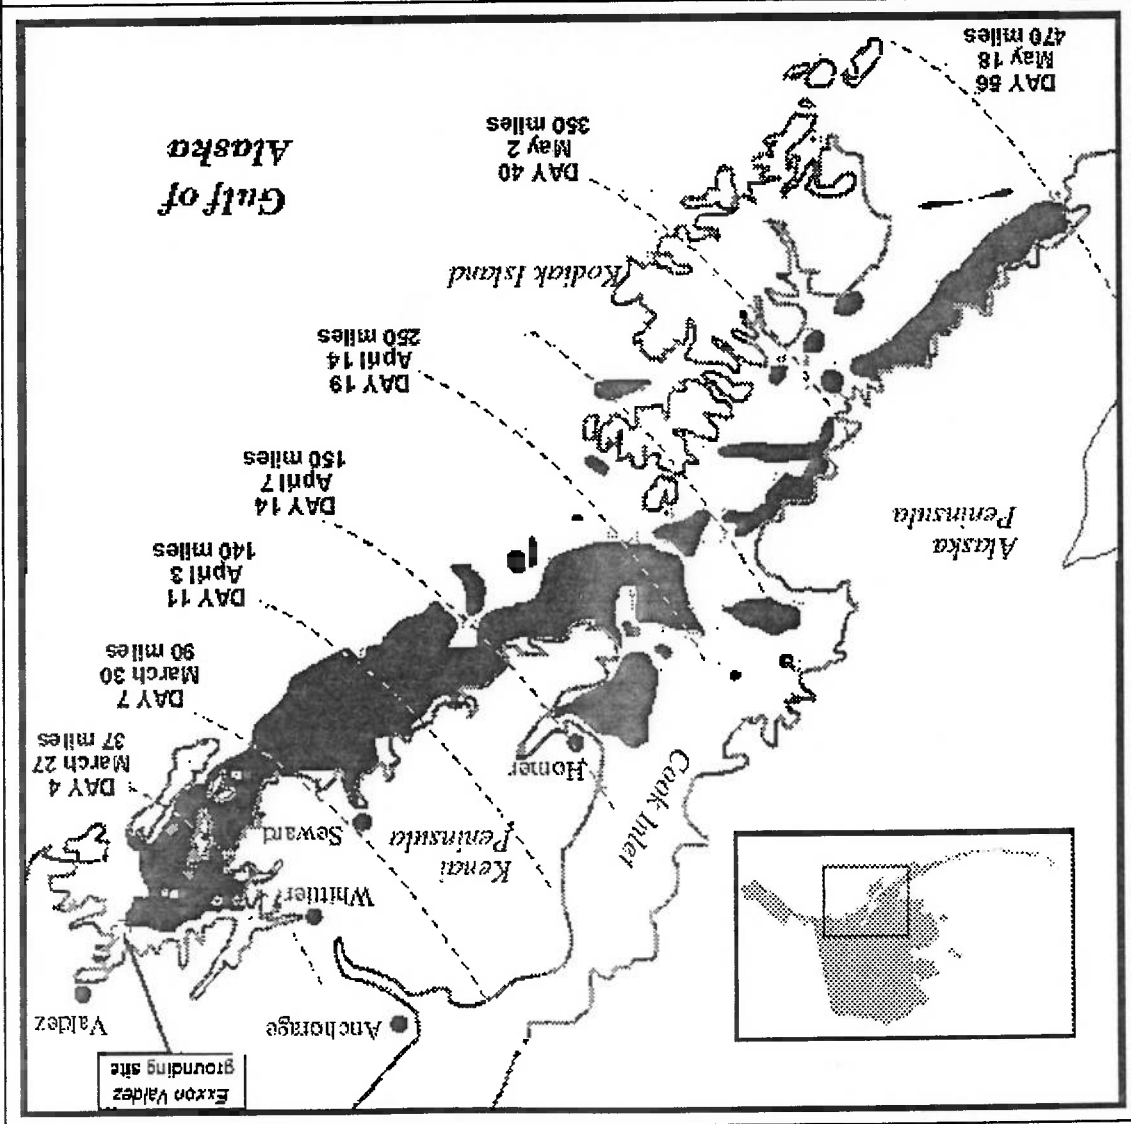 Exxon Valdez
grounding site
Valdez
Anchorage
Whittier
Seward
Kenai
Peninsula
Homer
Cook Inlet
DAY 4
March 27
37 miles
DAY 7
March 30
90 miles
DAY 11
April 3
140 miles
DAY 14
April 7
150 miles
DAY 19
April 14
250 miles
Alaska
Peninsula
Kodiak Island
DAY 40
May 2
350 miles
Gulf of
Alaska
DAY 56
May 18
470 miles